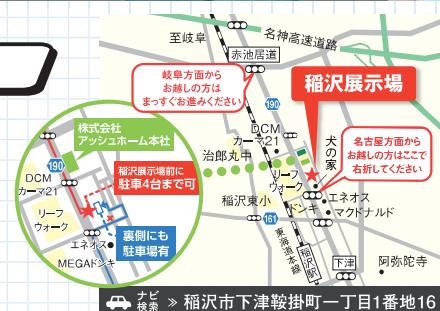 至岐阜
名神高速道路
赤池居道
岐阜方面から
お越しの方は
まっすぐお進みください
稲沢展示場
190
DCM
カーマ21
犬の家
名古屋方面から
お越しの方はここで
右折してください
治郎丸中
リーフ
ウォーク
稲沢東小
ドンキ
エネオス
マクドナルド
161
東海道本線
稲沢駅
下津
阿弥陀寺
株式会社
アッシュホーム本社
190
DCM
カーマ21
稲沢展示場前に
駐車4台まで可
リーフ
ウォーク
エネオス
裏側にも
駐車場有
MEGAドンキ
ナビ
検索
≫ 稲沢市下津鞍掛町一丁目1番地16